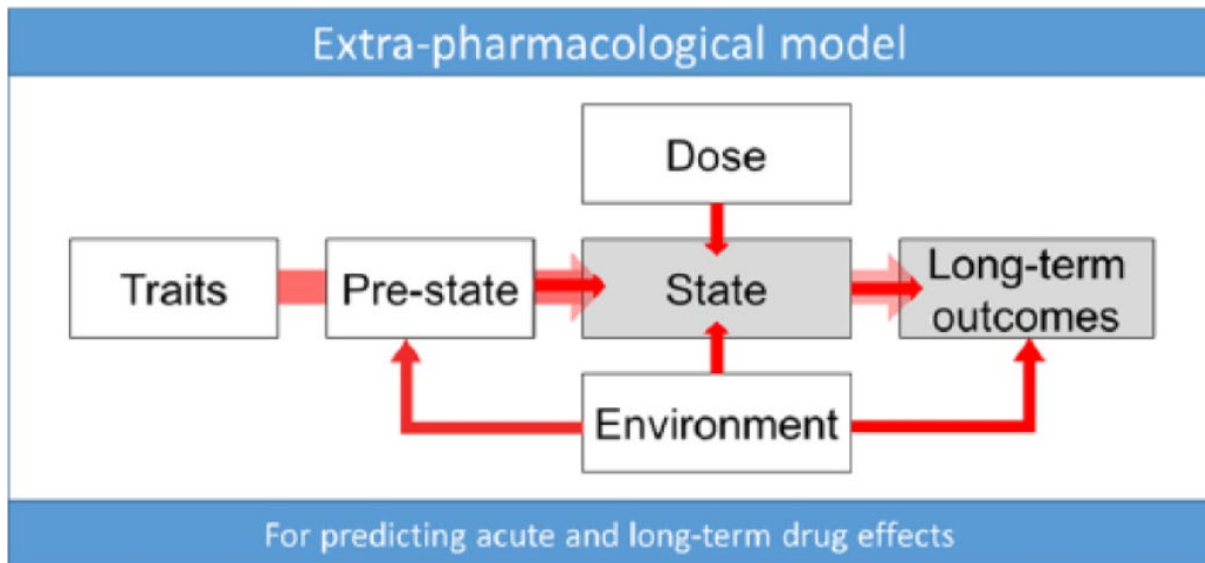 Extra-pharmacological model
Dose
Traits
Pre-state
State
Long-term
outcomes
Environment
For predicting acute and long-term drug effects